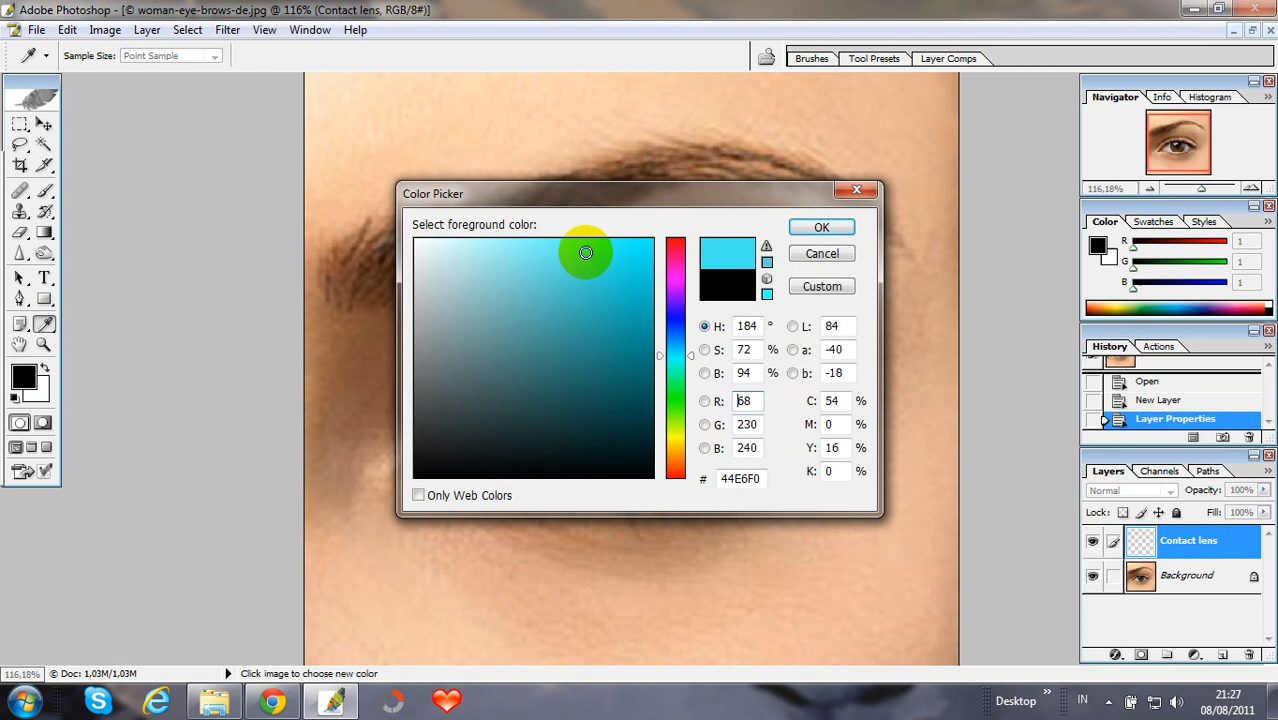 Adobe Photoshop - [© woman-eye-brows-de.jpg @ 116% (Contact lens, RGB/8#)]
File Edit Image Layer Select Filter View Window Help
Sample Size: Point Sample
Brushes Tool Presets Layer Comps
Navigator Info Histogram
116,18%
Color Swatches Styles
R 1
G 1
B 1
History Actions
Open
New Layer
Layer Properties
Layers Channels Paths
Normal Opacity: 100%
Lock: Fill: 100%
Contact lens
Background
Color Picker
Select foreground color:
OK
Cancel
Custom
H: 184 ° L: 84
S: 72 % a: -40
B: 94 % b: -18
R: 68 C: 54 %
G: 230 M: 0 %
B: 240 Y: 16 %
# 44E6F0 K: 0 %
Only Web Colors
T
116,18% Doc: 1,03M/1,03M Click image to choose new color
Desktop » IN 21:27
08/08/2011